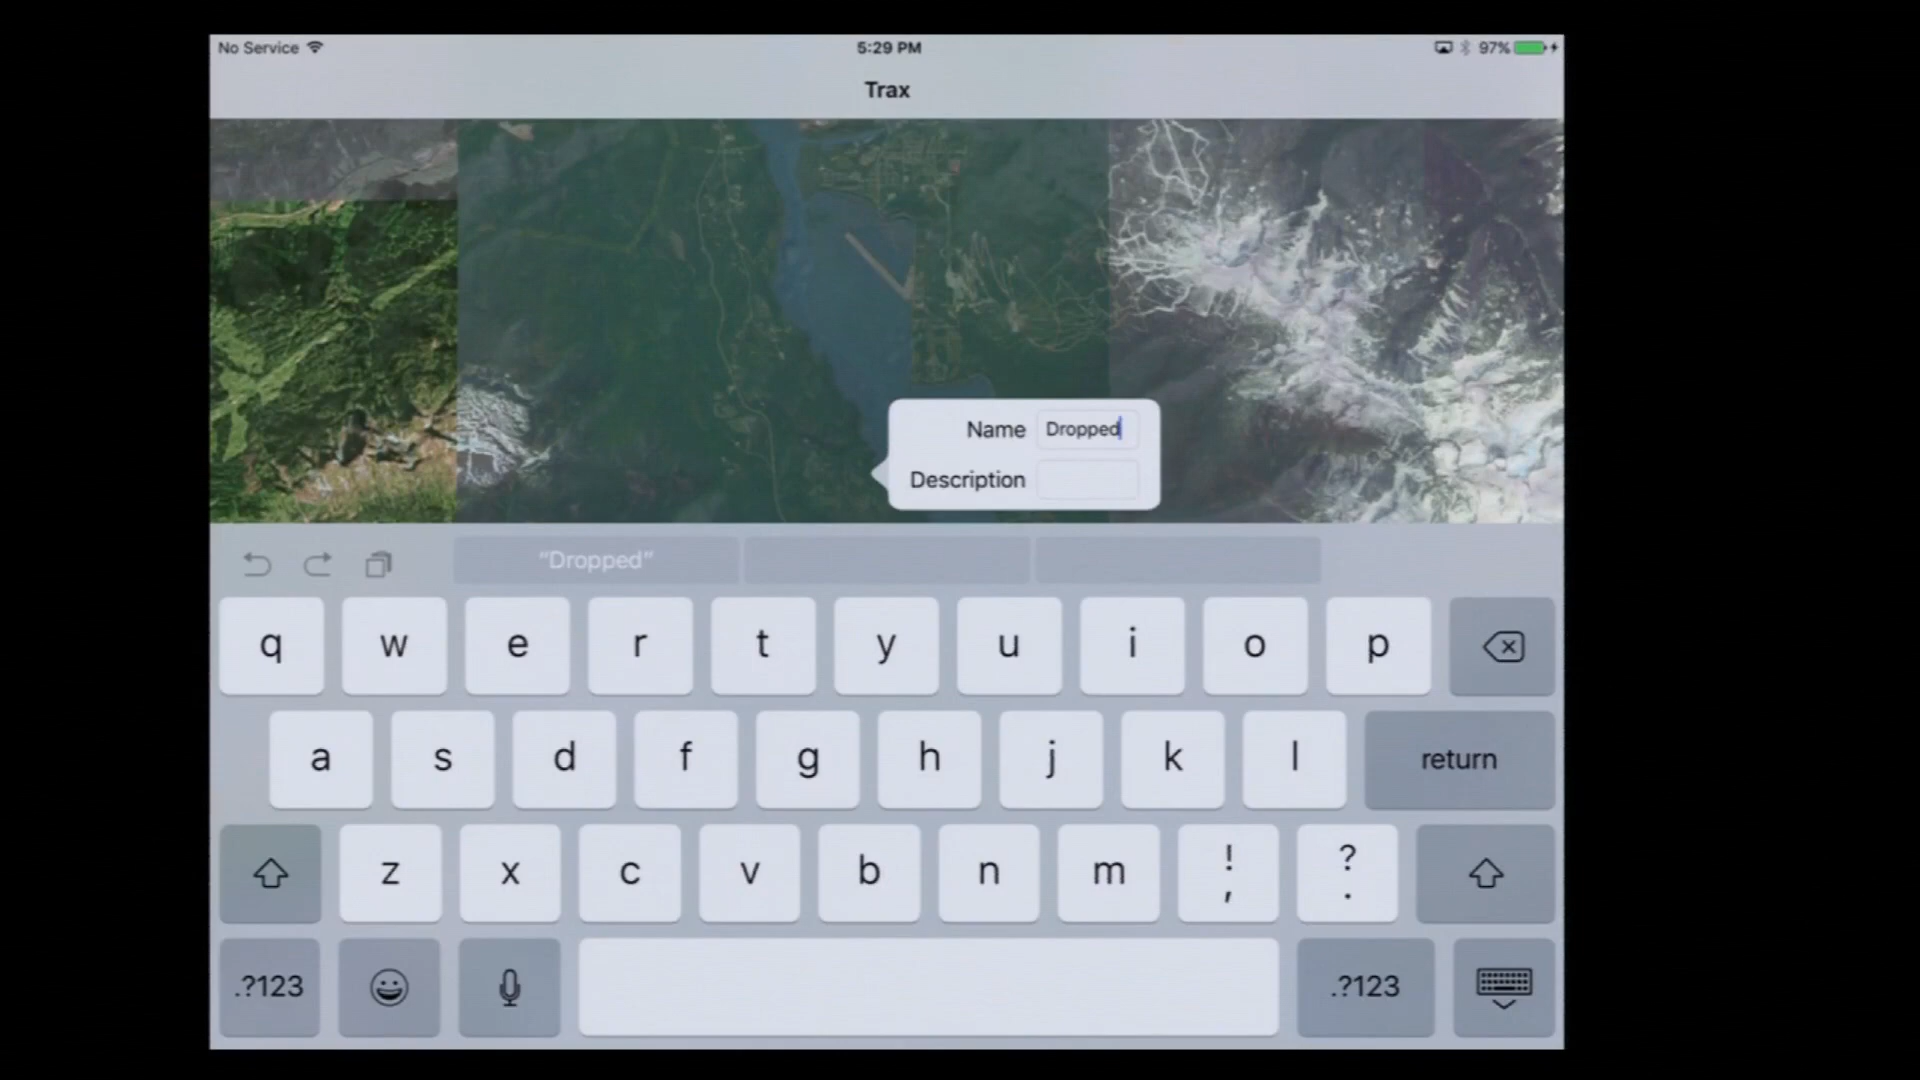 No Service 5:29 PM 97%
Trax
Name Dropped
Description
“Dropped”
q w e r t y u i o p
a s d f g h j k l return
z x c v b n m ! , ? .
.?123 .?123